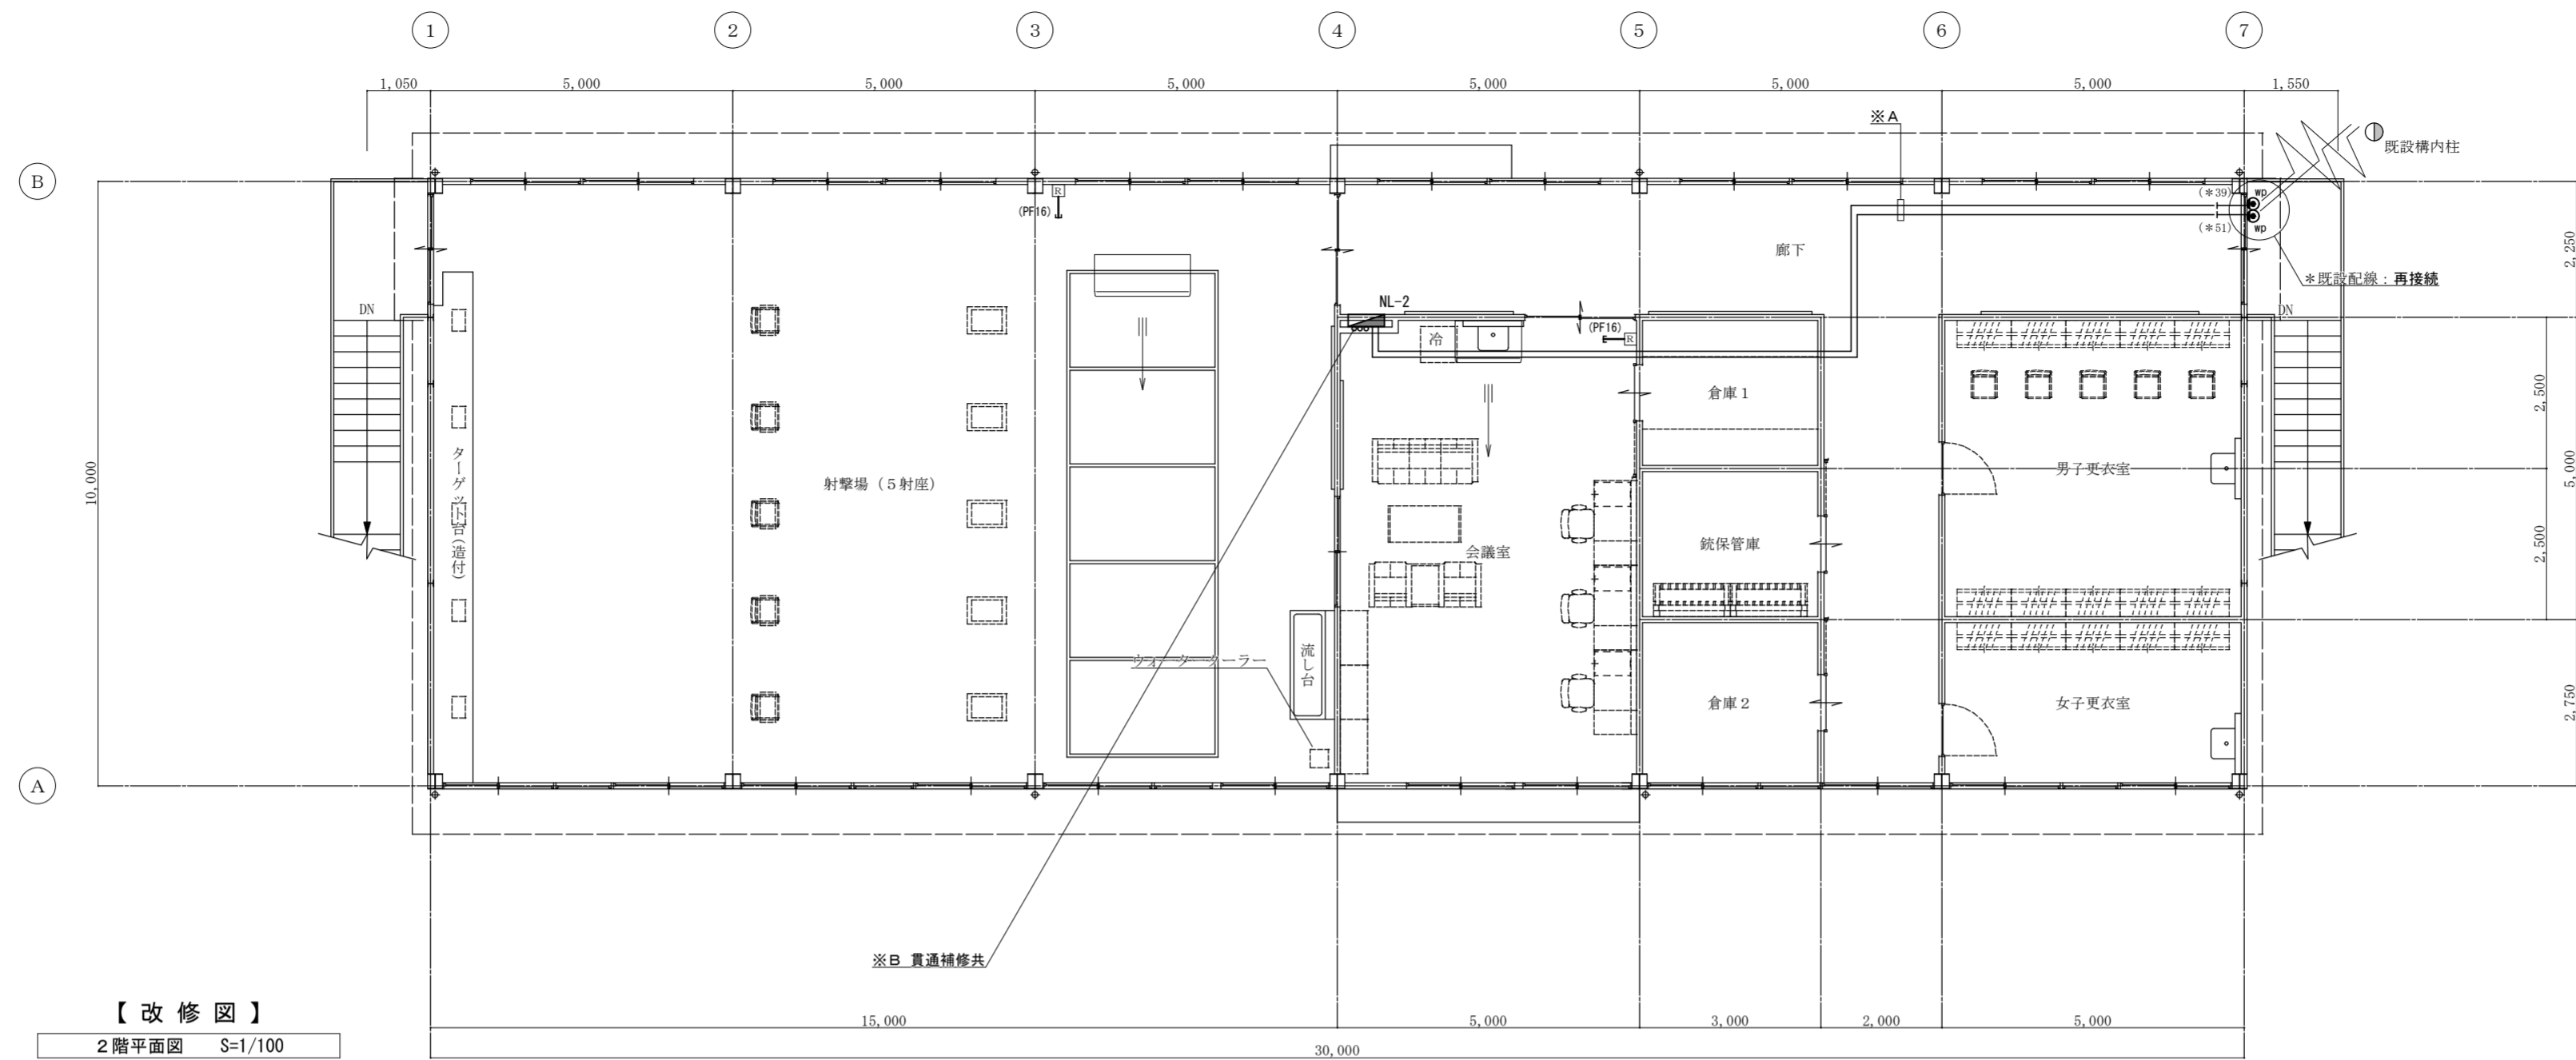 1 2 3 4 5 6 7
1,050 5,000 5,000 5,000 5,000 5,000 5,000 1,550
※A
既設構内柱
B
(PF16) R
(*39) wp
(*51) wp
廊下
2,250
*既設配線：再接続
DN
NL-2
冷
(PF16) R
DN
倉庫１
2,500
ターゲット台(造付)
射撃場（５射座）
男子更衣室
10,000
5,000
銃保管庫
会議室
2,500
ウォータークーラー
流し台
倉庫２
女子更衣室
2,750
A
※B 貫通補修共
【 改 修 図 】
２階平面図 S=1/100
15,000 5,000 3,000 2,000 5,000
30,000